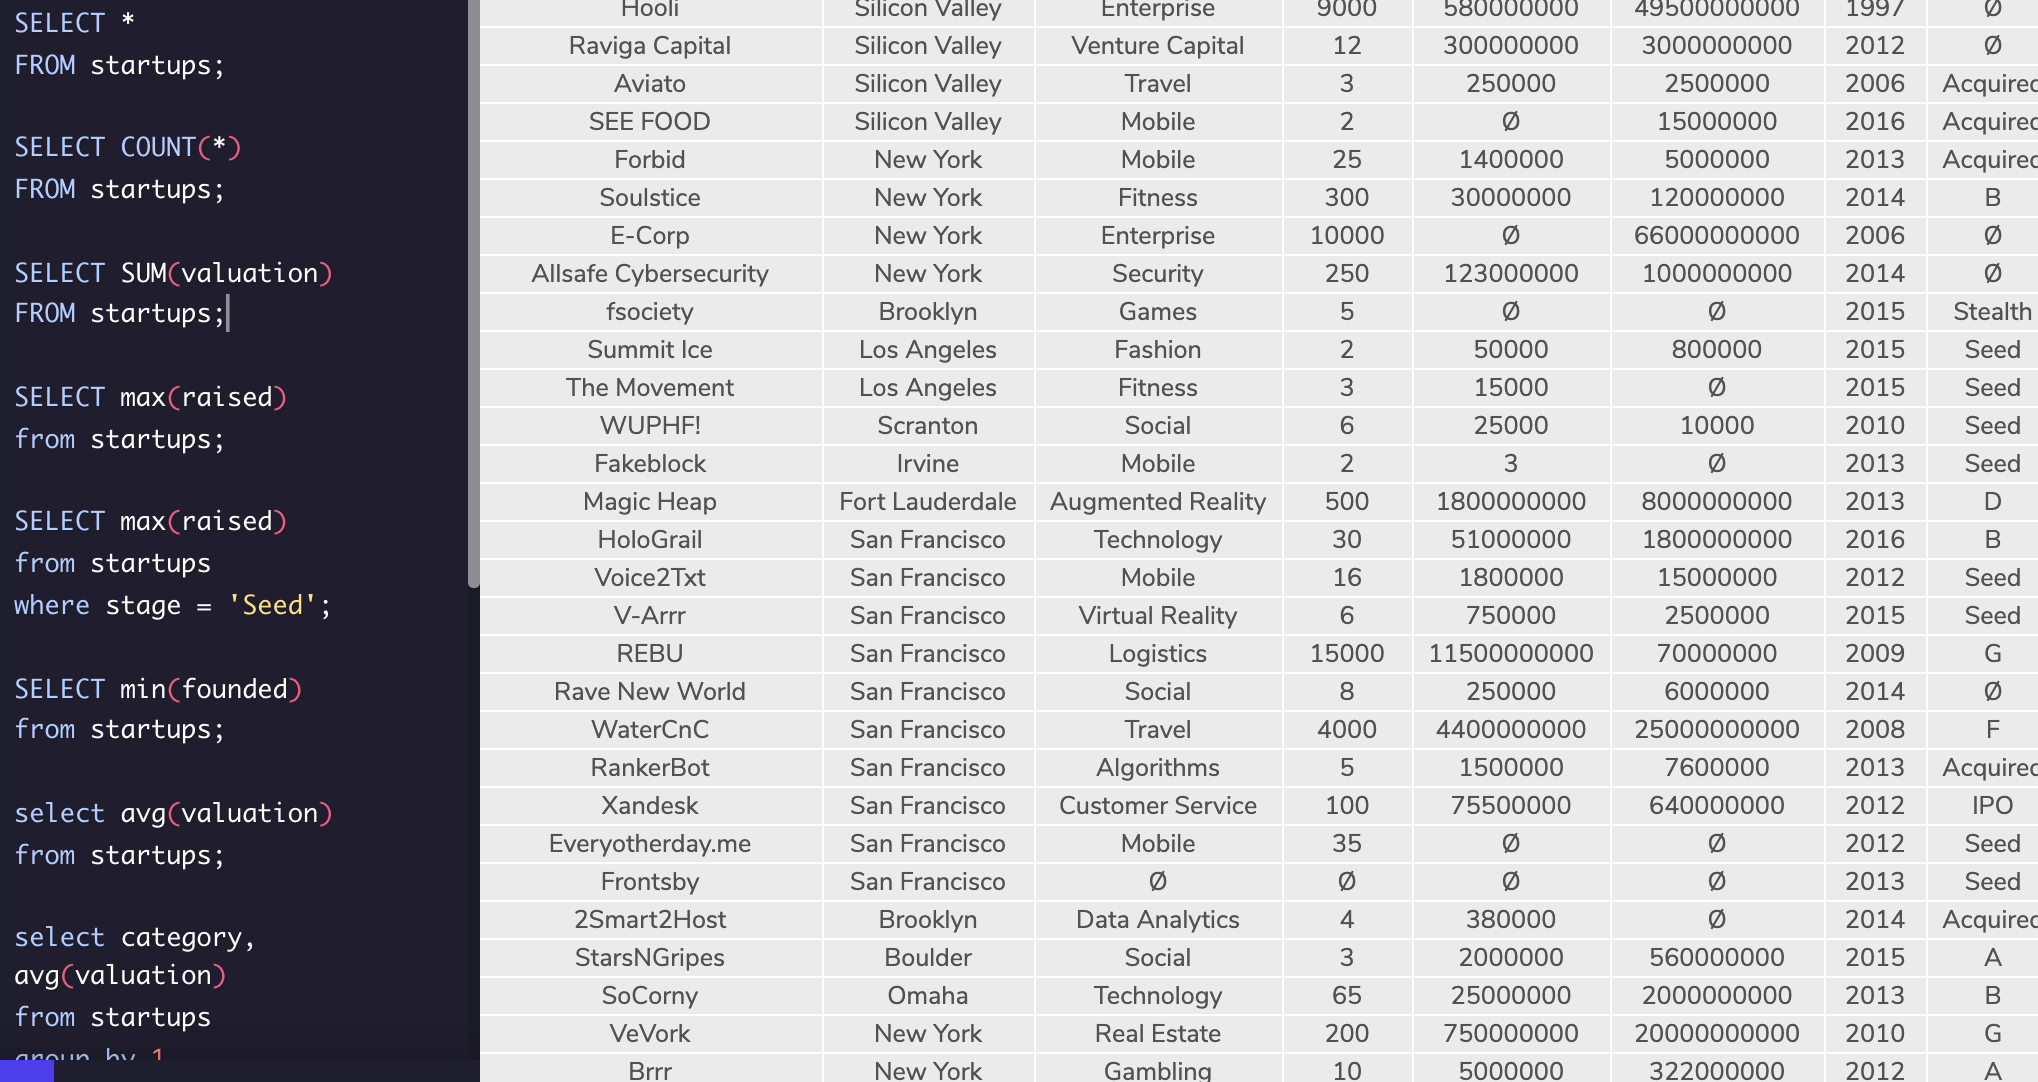 SELECT *
FROM startups;
SELECT COUNT(*)
FROM startups;
SELECT SUM(valuation)
FROM startups;
SELECT max(raised)
from startups;
SELECT max(raised)
from startups
where stage = 'Seed';
SELECT min(founded)
from startups;
select avg(valuation)
from startups;
select category,
avg(valuation)
from startups
group by 1
Hooli Silicon Valley Enterprise 9000 580000000 49500000000 1997 Ø
Raviga Capital Silicon Valley Venture Capital 12 300000000 3000000000 2012 Ø
Aviato Silicon Valley Travel 3 250000 2500000 2006 Acquired
SEE FOOD Silicon Valley Mobile 2 Ø 15000000 2016 Acquired
Forbid New York Mobile 25 1400000 5000000 2013 Acquired
Soulstice New York Fitness 300 30000000 120000000 2014 B
E-Corp New York Enterprise 10000 Ø 66000000000 2006 Ø
Allsafe Cybersecurity New York Security 250 123000000 1000000000 2014 Ø
fsociety Brooklyn Games 5 Ø Ø 2015 Stealth
Summit Ice Los Angeles Fashion 2 50000 800000 2015 Seed
The Movement Los Angeles Fitness 3 15000 Ø 2015 Seed
WUPHF! Scranton Social 6 25000 10000 2010 Seed
Fakeblock Irvine Mobile 2 3 Ø 2013 Seed
Magic Heap Fort Lauderdale Augmented Reality 500 1800000000 8000000000 2013 D
HoloGrail San Francisco Technology 30 51000000 1800000000 2016 B
Voice2Txt San Francisco Mobile 16 1800000 15000000 2012 Seed
V-Arrr San Francisco Virtual Reality 6 750000 2500000 2015 Seed
REBU San Francisco Logistics 15000 11500000000 70000000 2009 G
Rave New World San Francisco Social 8 250000 6000000 2014 Ø
WaterCnC San Francisco Travel 4000 4400000000 25000000000 2008 F
RankerBot San Francisco Algorithms 5 1500000 7600000 2013 Acquired
Xandesk San Francisco Customer Service 100 75500000 640000000 2012 IPO
Everyotherday.me San Francisco Mobile 35 Ø Ø 2012 Seed
Frontsby San Francisco Ø Ø Ø Ø 2013 Seed
2Smart2Host Brooklyn Data Analytics 4 380000 Ø 2014 Acquired
StarsNGripes Boulder Social 3 2000000 560000000 2015 A
SoCorny Omaha Technology 65 25000000 2000000000 2013 B
VeVork New York Real Estate 200 750000000 20000000000 2010 G
Brrr New York Gambling 10 5000000 322000000 2012 A